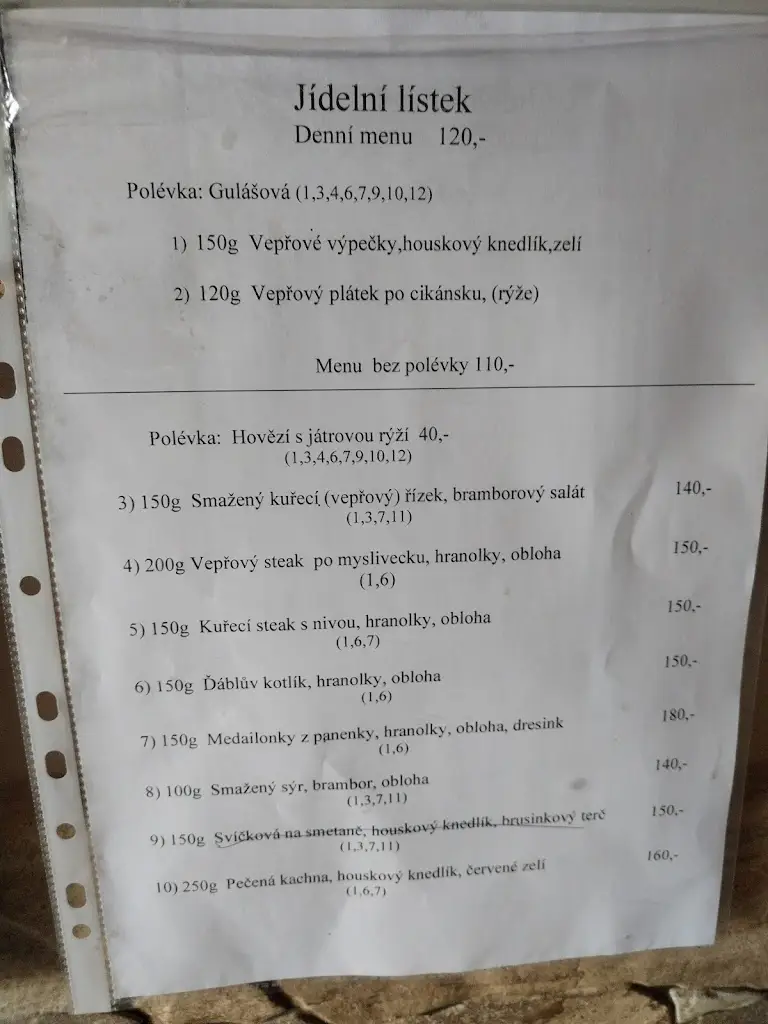 Jídelní lístek
Denní menu 120,-
Polévka: Gulášová (1,3,4,6,7,9,10,12)
1) 150g Vepřové výpečky,houskový knedlík,zelí
2) 120g Vepřový plátek po cikánsku, (rýže)
Menu bez polévky 110,-
Polévka: Hovězí s játrovou rýží 40,-
(1,3,4,6,7,9,10,12)
3) 150g Smažený kuřecí (vepřový) řízek, bramborový salát 140,-
(1,3,7,11)
4) 200g Vepřový steak po myslivecku, hranolky, obloha 150,-
(1,6)
5) 150g Kuřecí steak s nivou, hranolky, obloha 150,-
(1,6,7)
6) 150g Ďáblův kotlík, hranolky, obloha 150,-
(1,6)
7) 150g Medailonky z panenky, hranolky, obloha, dresink 180,-
(1,6)
8) 100g Smažený sýr, brambor, obloha 140,-
(1,3,7,11)
9) 150g Svíčková na smetaně, houskový knedlík, brusinkový terč 150,-
(1,3,7,11)
10) 250g Pečená kachna, houskový knedlík, červené zelí 160,-
(1,6,7)